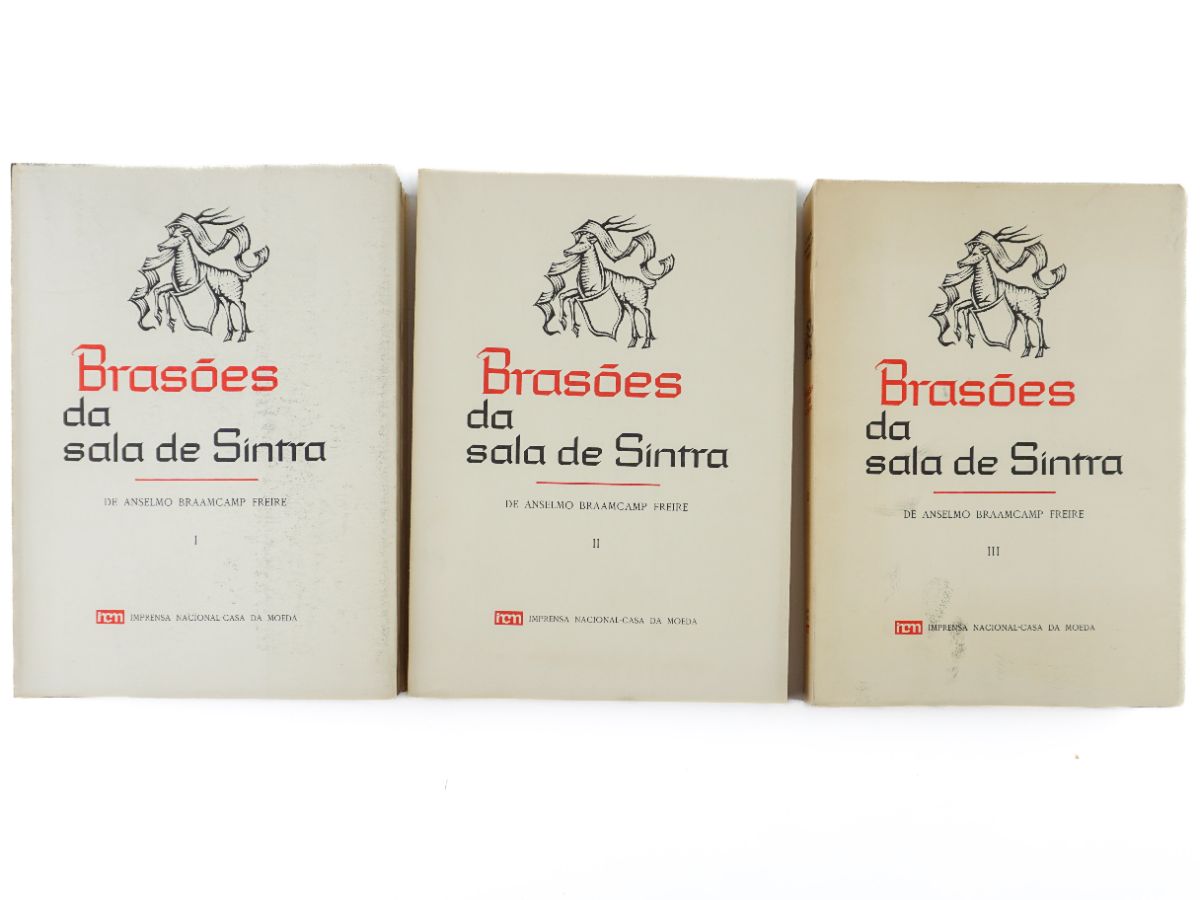 Brasões
da
sala de Sintra
DE ANSELMO BRAAMCAMP FREIRE
I
incm IMPRENSA NACIONAL-CASA DA MOEDA
Brasões
da
sala de Sintra
DE ANSELMO BRAAMCAMP FREIRE
II
incm IMPRENSA NACIONAL-CASA DA MOEDA
Brasões
da
sala de Sintra
DE ANSELMO BRAAMCAMP FREIRE
III
incm IMPRENSA NACIONAL-CASA DA MOEDA